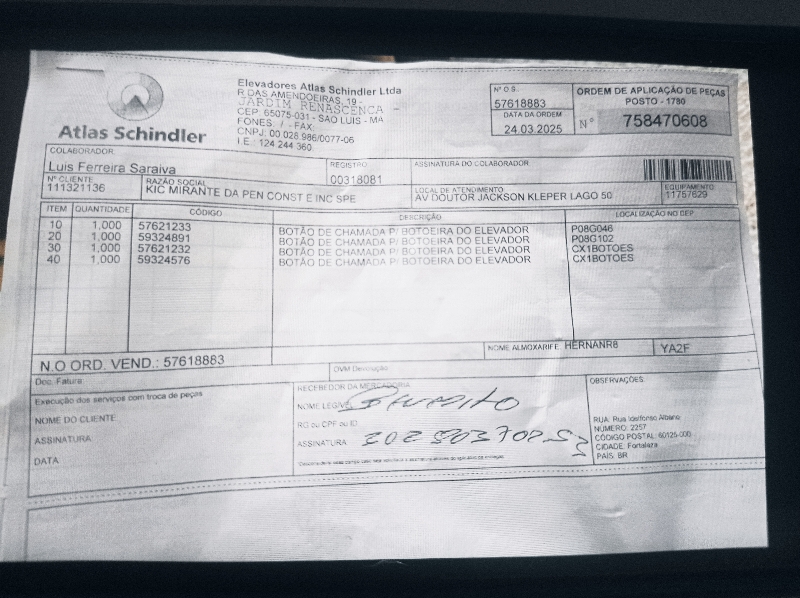 Atlas Schindler
Elevadores Atlas Schindler Ltda
R DAS AMENDOEIRAS, 19 -
JARDIM RENASCENCA -
CEP: 65075-031 - SAO LUIS - MA
FONES: / - FAX:
CNPJ: 00.028.986/0077-06
I.E.: 124 244 360
Nº O.S.
57618883
DATA DA ORDEM
24.03.2025
ORDEM DE APLICAÇÃO DE PEÇAS
POSTO - 1780
Nº 758470608
COLABORADOR
Luis Ferreira Saraiva
REGISTRO
00318081
ASSINATURA DO COLABORADOR
Nº CLIENTE
111321136
RAZÃO SOCIAL
KIC MIRANTE DA PEN CONST E INC SPE
LOCAL DE ATENDIMENTO
AV DOUTOR JACKSON KLEPER LAGO 50
EQUIPAMENTO
11757629
ITEM QUANTIDADE CÓDIGO DESCRIÇÃO LOCALIZAÇÃO NO DEP
10 1,000 57621233 BOTÃO DE CHAMADA P/ BOTOEIRA DO ELEVADOR P08G046
20 1,000 59324891 BOTÃO DE CHAMADA P/ BOTOEIRA DO ELEVADOR P08G102
30 1,000 57621232 BOTÃO DE CHAMADA P/ BOTOEIRA DO ELEVADOR CX1BOTOES
40 1,000 59324576 BOTÃO DE CHAMADA P/ BOTOEIRA DO ELEVADOR CX1BOTOES
NOME ALMOXARIFE: HERNANR8 YA2F
N.O ORD. VEND.: 57618883
OVM Devolução
Doc. Fatura:
Execução dos serviços com troca de peças
NOME DO CLIENTE
ASSINATURA
DATA
RECEBEDOR DA MERCADORIA
NOME LEGÍVEL
RG ou CPF ou ID
ASSINATURA
OBSERVAÇÕES
RUA: Rua Idelfonso Albano
NUMERO: 2257
CÓDIGO POSTAL: 60125-000
CIDADE: Fortaleza
PAÍS: BR